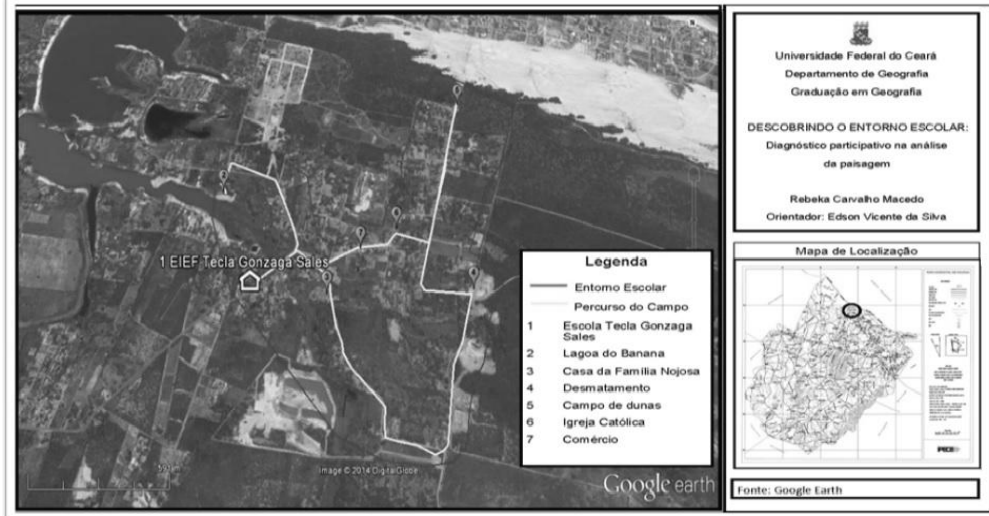 1 EIEF Tecla Gonzaga Sales
Image © 2014 DigitalGlobe
Google earth
Legenda
Entorno Escolar
Percurso do Campo
1 Escola Tecla Gonzaga
Sales
2 Lagoa do Banana
3 Casa da Familia Nojosa
4 Desmatamento
5 Campo de dunas
6 Igreja Católica
7 Comércio
Universidade Federal do Ceará
Departamento de Geografia
Graduação em Geografia
DESCOBRINDO O ENTORNO ESCOLAR:
Diagnóstico participativo na análise
da paisagem
Rebeka Carvalho Macedo
Orientador: Edson Vicente da Silva
Mapa de Localização
IPECE
Fonte: Google Earth